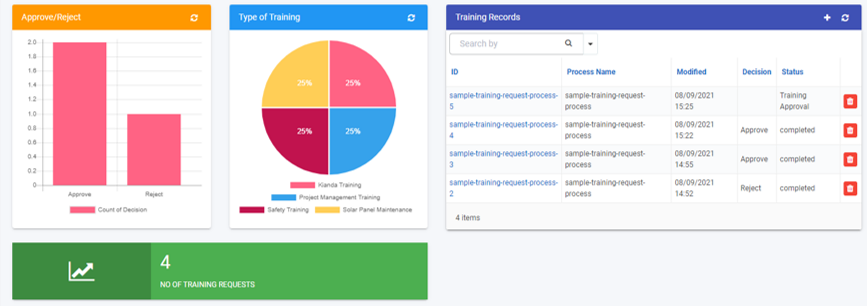 Approve/Reject
2.0
1.8
1.6
1.4
1.2
1.0
0.8
0.6
0.4
0.2
0
Approve Reject
Count of Decision
Type of Training
25% 25%
25% 25%
Kianda Training
Project Management Training
Safety Training Solar Panel Maintenance
4
NO OF TRAINING REQUESTS
Training Records
Search by
ID Process Name Modified Decision Status
sample-training-request-process- sample-training-request- 08/09/2021 Training
5 process 15:25 Approval
sample-training-request-process- sample-training-request- 08/09/2021 Approve completed
4 process 15:22
sample-training-request-process- sample-training-request- 08/09/2021 Approve completed
3 process 14:55
sample-training-request-process- sample-training-request- 08/09/2021 Reject completed
2 process 14:52
4 items